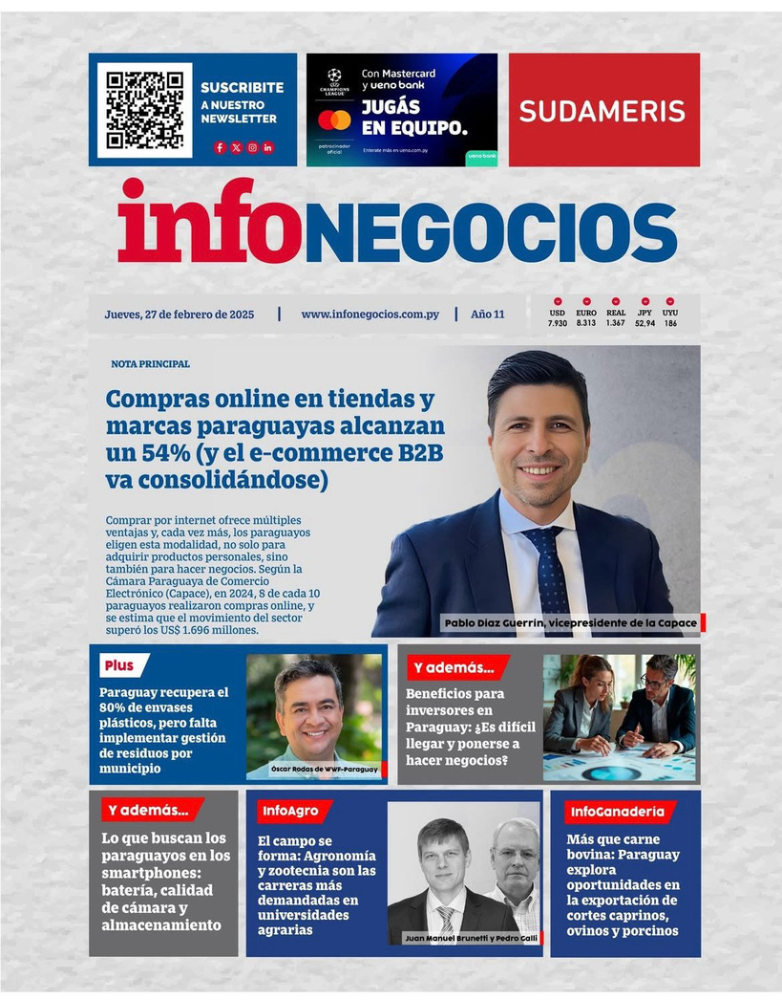 SUSCRIBITE
A NUESTRO
NEWSLETTER
CHAMPIONS
LEAGUE
patrocinador
oficial
Con Mastercard
y ueno bank
JUGÁS
EN EQUIPO.
Enterate más en ueno.com.py
ueno bank
SUDAMERIS
infoNEGOCIOS
Jueves, 27 de febrero de 2025 | www.infonegocios.com.py | Año 11
USD EURO REAL JPY UYU
7.930 8.313 1.367 52,94 186
NOTA PRINCIPAL
Compras online en tiendas y
marcas paraguayas alcanzan
un 54% (y el e-commerce B2B
va consolidándose)
Comprar por internet ofrece múltiples
ventajas y, cada vez más, los paraguayos
eligen esta modalidad, no solo para
adquirir productos personales, sino
también para hacer negocios. Según la
Cámara Paraguaya de Comercio
Electrónico (Capace), en 2024, 8 de cada 10
paraguayos realizaron compras online, y
se estima que el movimiento del sector
superó los US$ 1.696 millones.
Pablo Díaz Guerrin, vicepresidente de la Capace
Plus
Paraguay recupera el
80% de envases
plásticos, pero falta
implementar gestión
de residuos por
municipio
Óscar Rodas de WWF-Paraguay
Y además...
Beneficios para
inversores en
Paraguay: ¿Es difícil
llegar y ponerse a
hacer negocios?
Y además...
Lo que buscan los
paraguayos en los
smartphones:
batería, calidad
de cámara y
almacenamiento
InfoAgro
El campo se
forma: Agronomía
y zootecnia son las
carreras más
demandadas en
universidades
agrarias
Juan Manuel Brunetti y Pedro Galli
InfoGanadería
Más que carne
bovina: Paraguay
explora
oportunidades en
la exportación de
cortes caprinos,
ovinos y porcinos